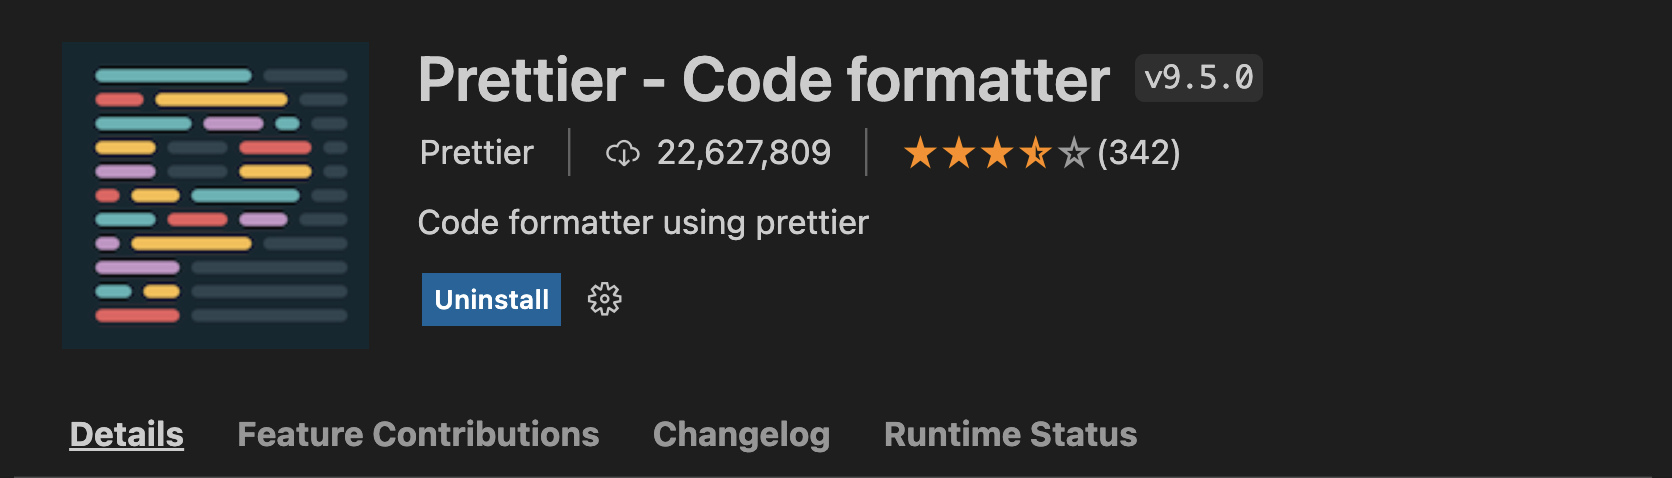 Prettier - Code formatter v9.5.0
Prettier 22,627,809 (342)
Code formatter using prettier
Uninstall
Details Feature Contributions Changelog Runtime Status